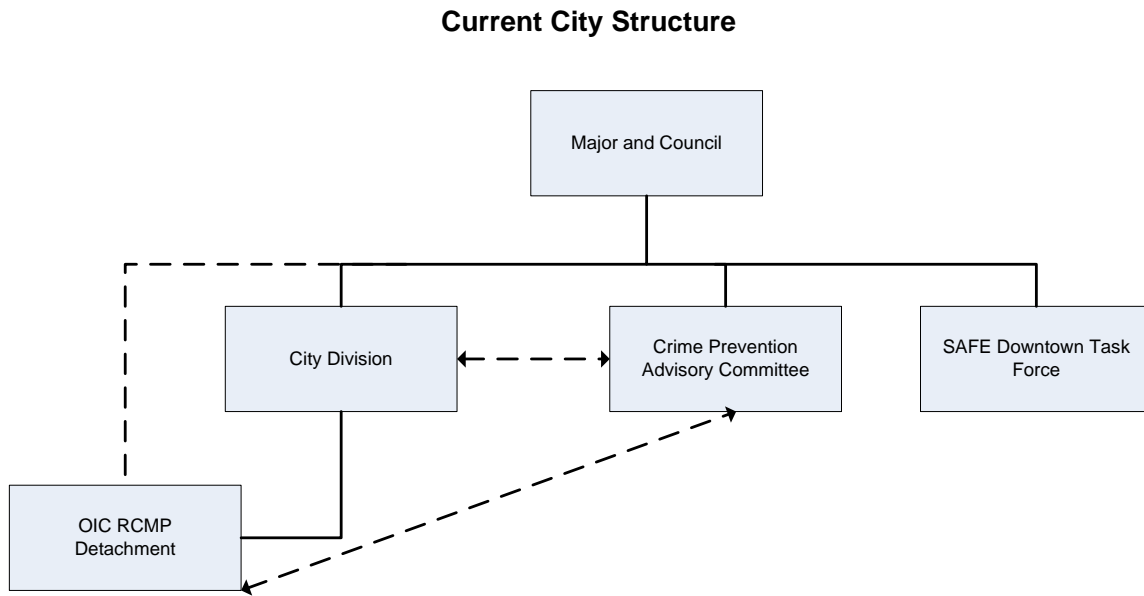 Current City Structure
Major and Council
City Division
Crime Prevention
Advisory Committee
SAFE Downtown Task
Force
OIC RCMP
Detachment